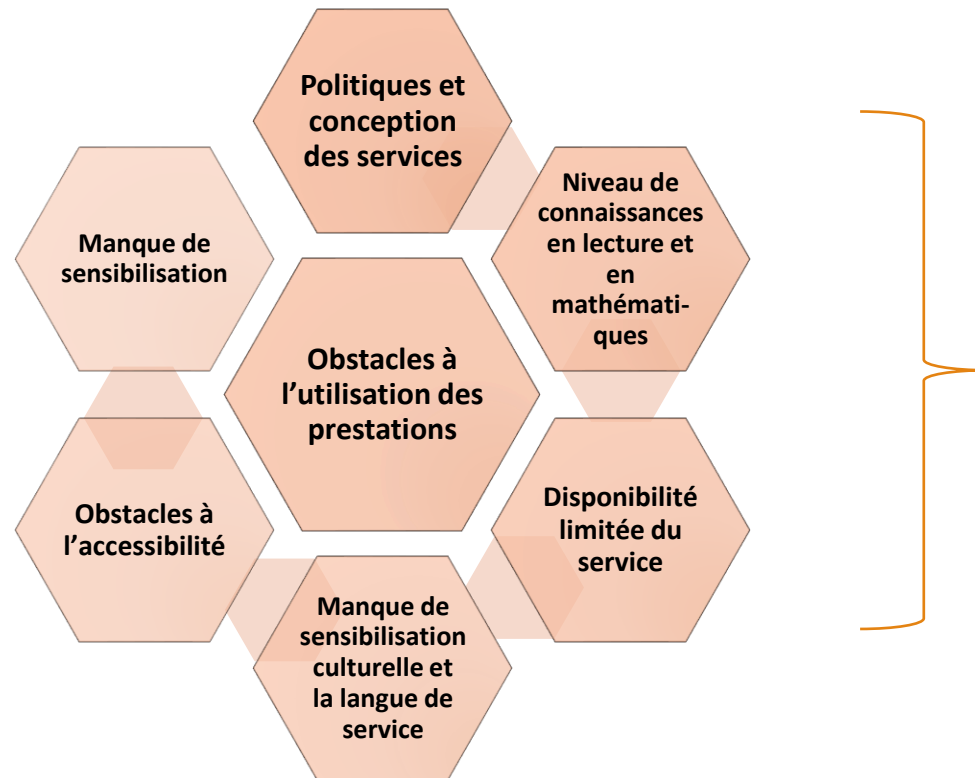 Politiques et
conception
des services
Niveau de
connaissances
en lecture et
en
mathémati-
ques
Manque de
sensibilisation
Obstacles à
l’utilisation des
prestations
Disponibilité
limitée du
service
Obstacles à
l’accessibilité
Manque de
sensibilisation
culturelle et
la langue de
service